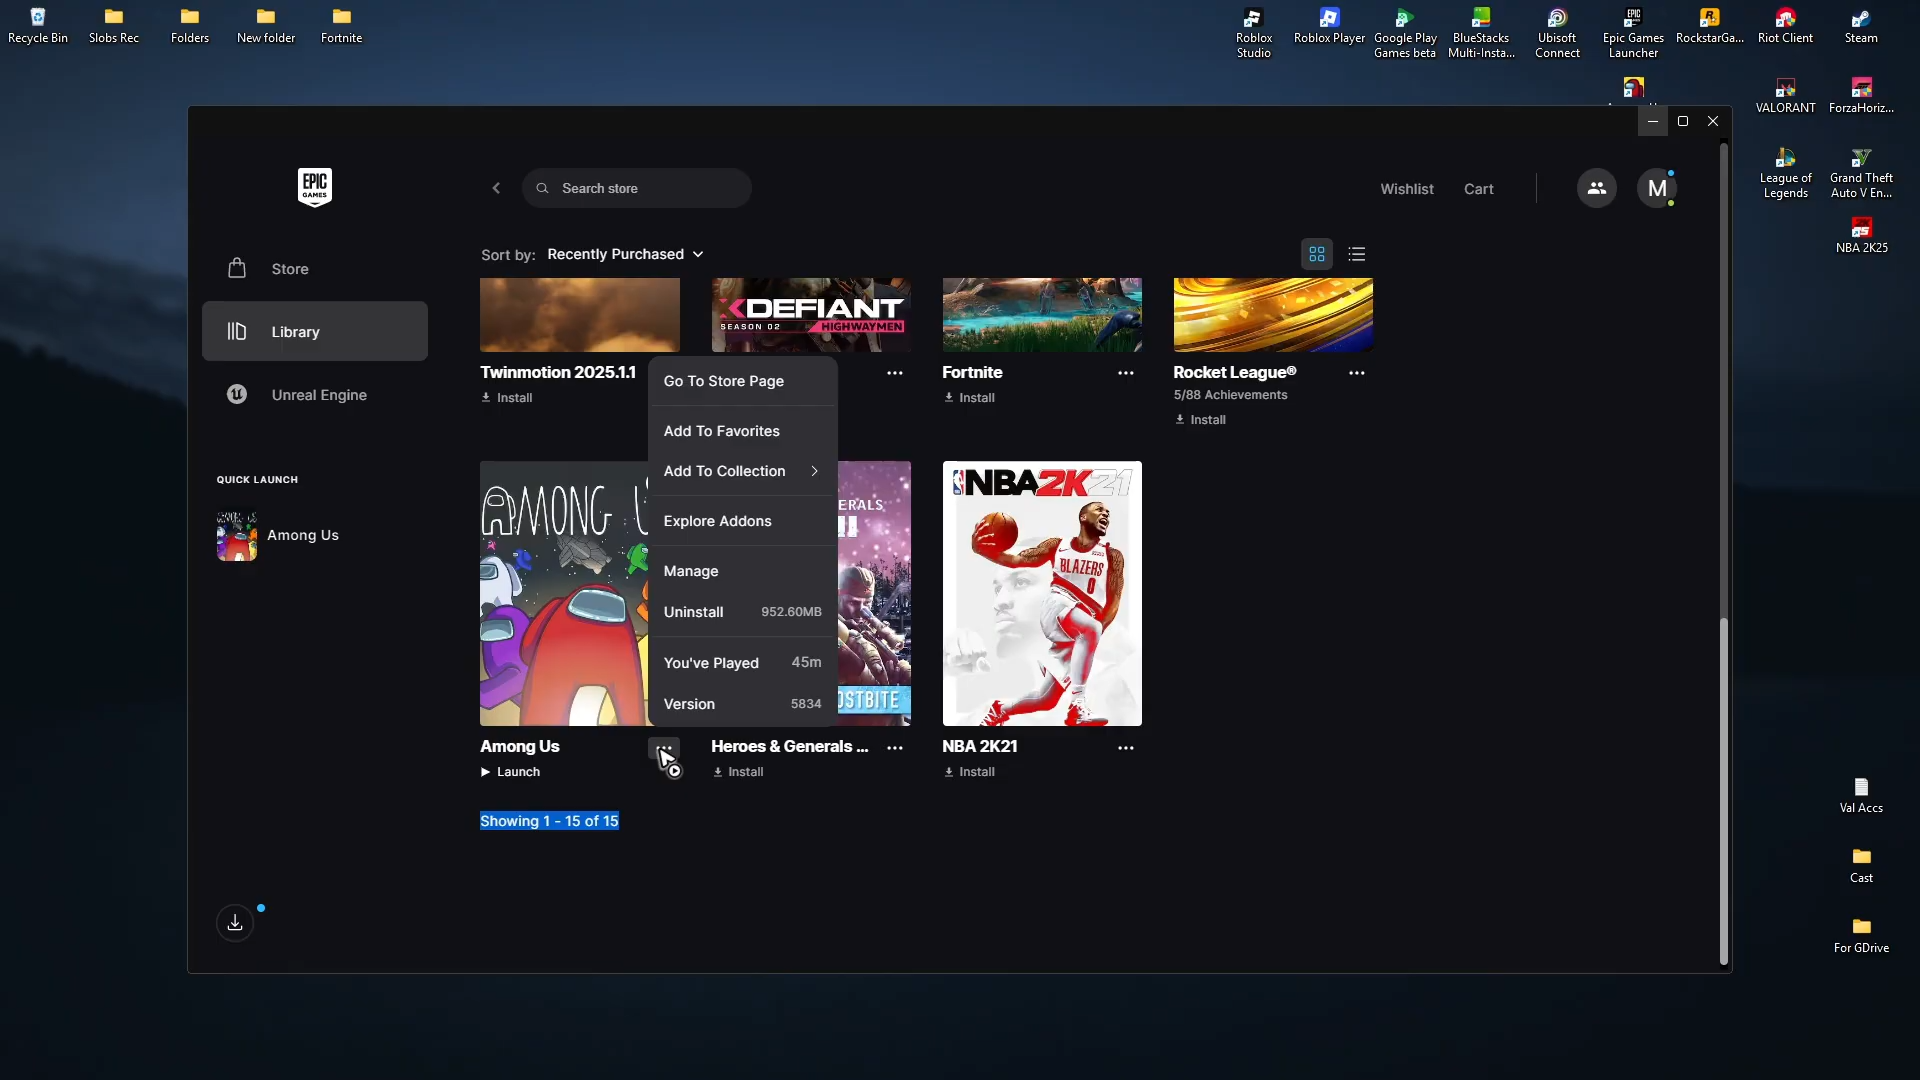 Recycle Bin
Slobs Rec
Folders
New folder
Fortnite
Roblox
Studio
Roblox Player
Google Play
Games beta
BlueStacks
Multi-Insta...
Ubisoft
Connect
Epic Games
Launcher
RockstarGa...
Riot Client
Steam
VALORANT
ForzaHoriz...
League of
Legends
Grand Theft
Auto V En...
NBA 2K25
EPIC
GAMES
Search store
Wishlist
Cart
M
Store
Library
Unreal Engine
QUICK LAUNCH
Among Us
Sort by: Recently Purchased
XDEFIANT
SEASON 02 HIGHWAYMEN
Twinmotion 2025.1.1
Install
Fortnite
Install
Rocket League®
5/88 Achievements
Install
Go To Store Page
Add To Favorites
Add To Collection
Explore Addons
Manage
Uninstall 952.60MB
You've Played 45m
Version 5834
AMONG U
ERALS
II
OSTBITE
NBA 2K21
BLAZERS
0
Among Us
Launch
Heroes & Generals ...
Install
NBA 2K21
Install
Showing 1 - 15 of 15
Val Accs
Cast
For GDrive